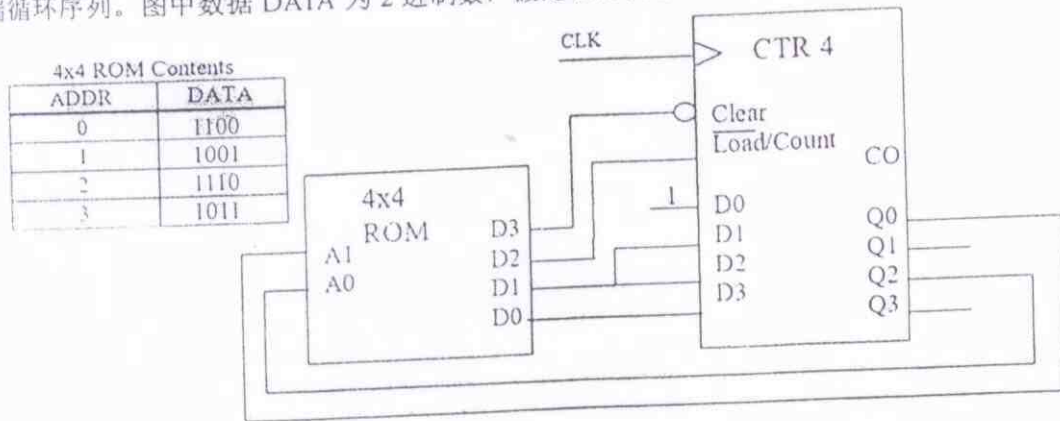 循环序列。图中数据 DATA 为 2 进制数,
4x4 ROM Contents
ADDR DATA
0 1100
1 1001
2 1110
3 1011
4x4
ROM
A1
A0
D3
D2
D1
D0
CLK
CTR 4
Clear
Load/Count
CO
1
D0
D1
D2
D3
Q0
Q1
Q2
Q3